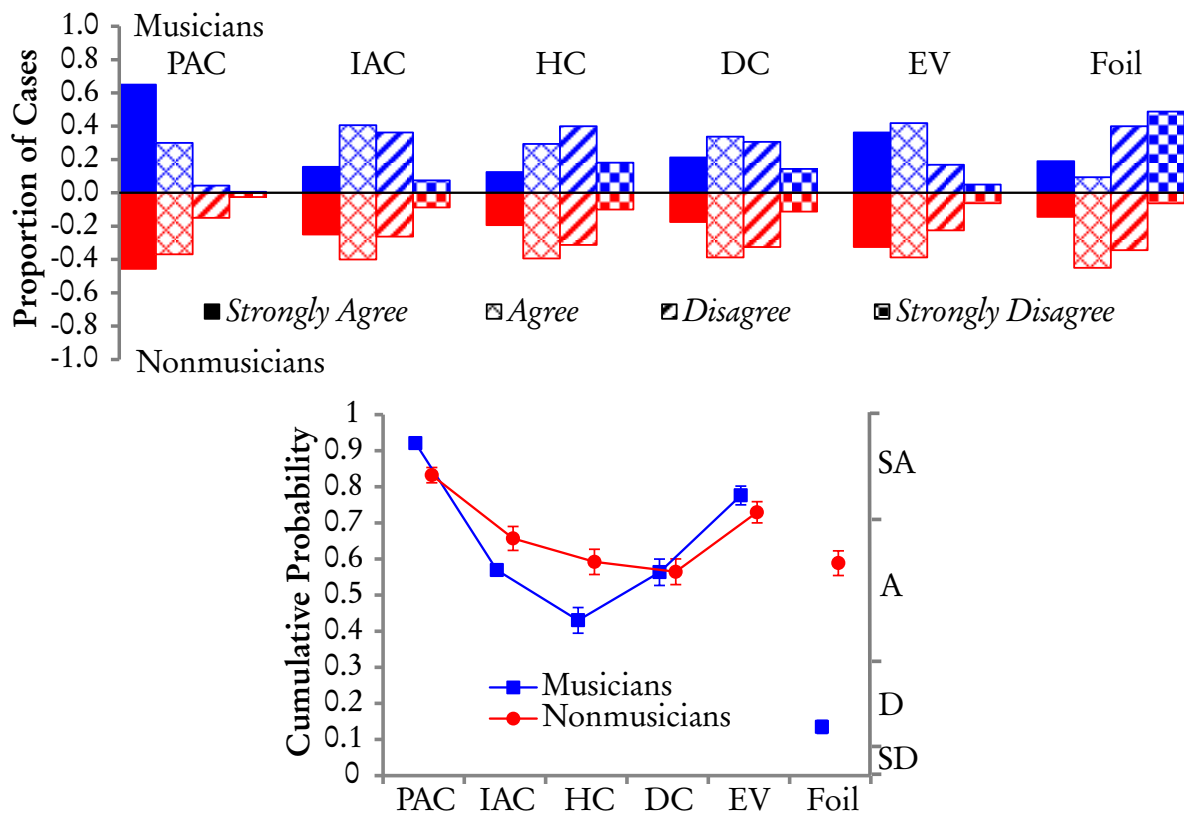 Musicians
PAC IAC HC DC EV Foil
Proportion of Cases
1.0
0.8
0.6
0.4
0.2
0.0
-0.2
-0.4
-0.6
-0.8
-1.0
Strongly Agree Agree Disagree Strongly Disagree
Nonmusicians
Cumulative Probability
1
0.9
0.8
0.7
0.6
0.5
0.4
0.3
0.2
0.1
0
SA
A
D
SD
Musicians
Nonmusicians
PAC IAC HC DC EV Foil